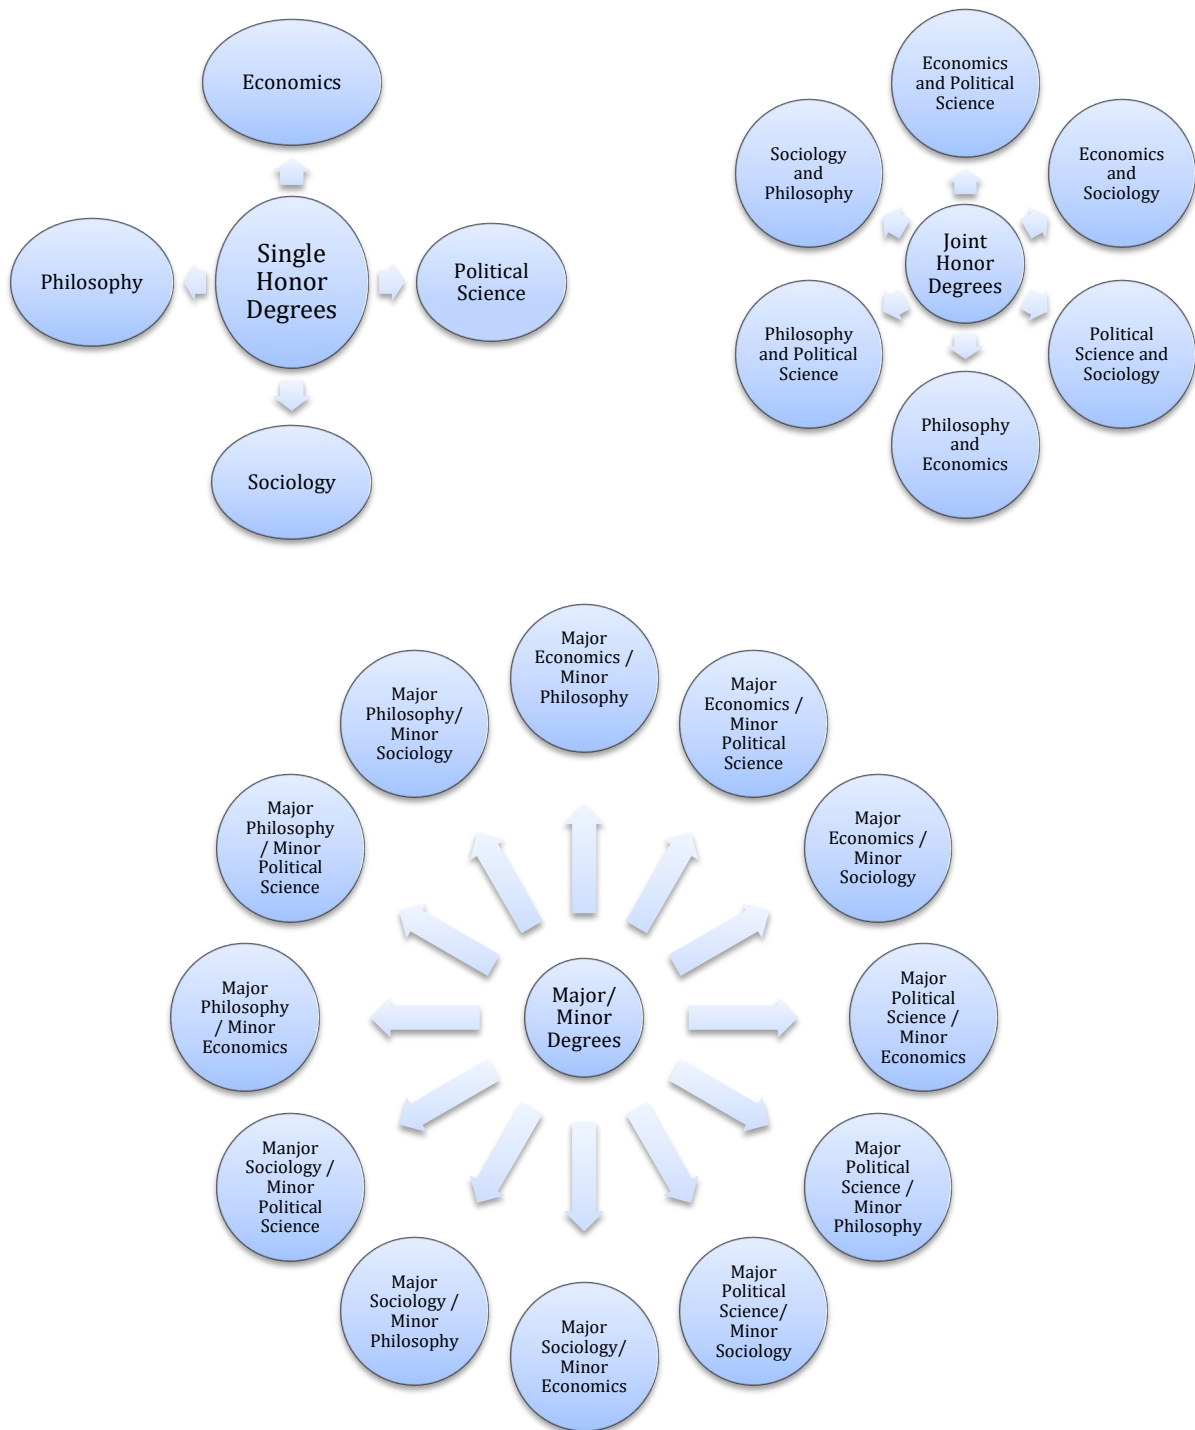 Economics
Philosophy
Single
Honor
Degrees
Political
Science
Sociology
Economics
and Political
Science
Sociology
and
Philosophy
Economics
and
Sociology
Joint
Honor
Degrees
Philosophy
and Political
Science
Political
Science and
Sociology
Philosophy
and
Economics
Major
Economics /
Minor
Philosophy
Major
Philosophy/
Minor
Sociology
Major
Economics /
Minor
Political
Science
Major
Philosophy
/ Minor
Political
Science
Major
Economics /
Minor
Sociology
Major
Philosophy
/ Minor
Economics
Major/
Minor
Degrees
Major
Political
Science /
Minor
Economics
Manjor
Sociology /
Minor
Political
Science
Major
Political
Science /
Minor
Philosophy
Major
Sociology /
Minor
Philosophy
Major
Sociology/
Minor
Economics
Major
Political
Science/
Minor
Sociology